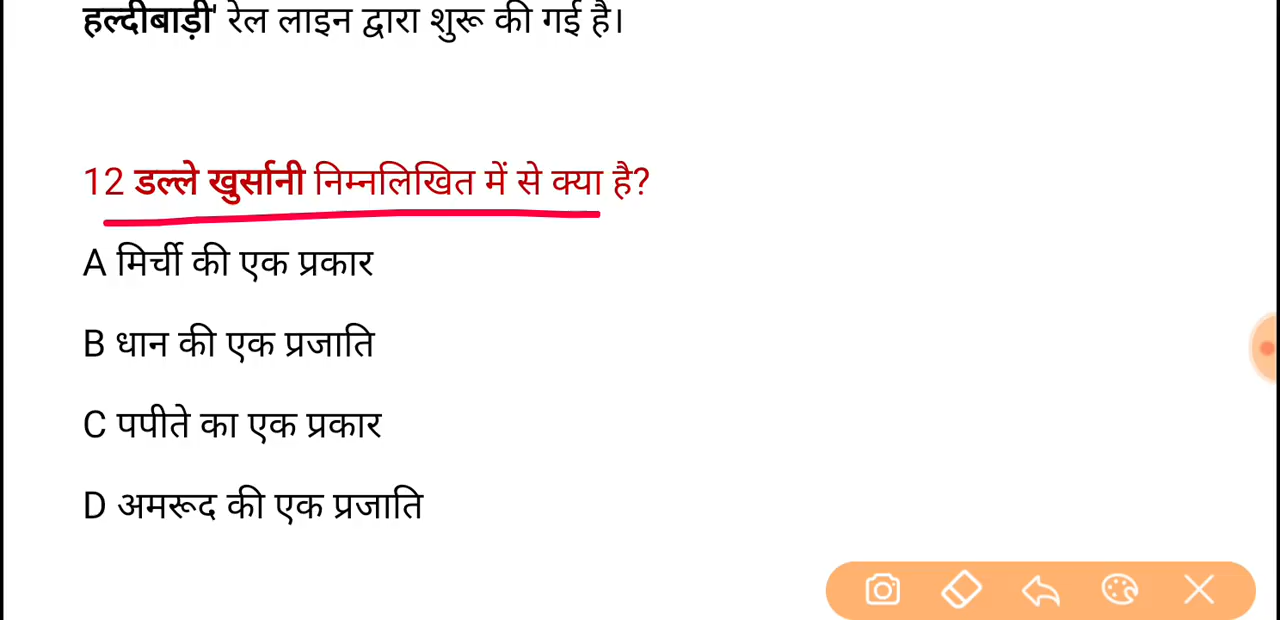 हल्दीबाड़ी' रेल लाइन द्वारा शुरू की गई है।
12 डल्ले खुर्सानी निम्नलिखित में से क्या है?
A मिर्ची की एक प्रकार
B धान की एक प्रजाति
C पपीते का एक प्रकार
D अमरूद की एक प्रजाति